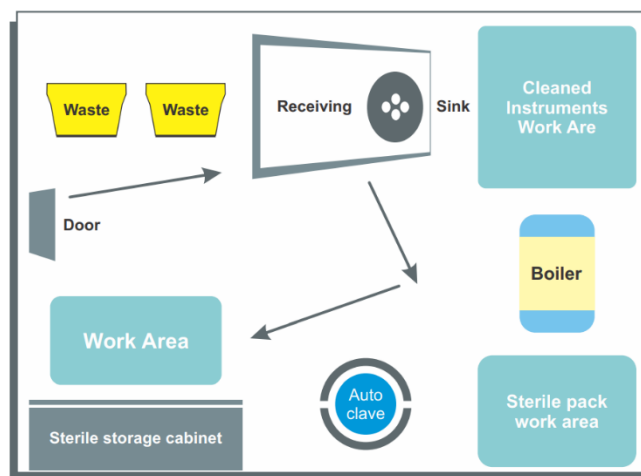 Waste
Waste
Receiving
Sink
Cleaned
Instruments
Work Are
Door
Boiler
Work Area
Auto
clave
Sterile pack
work area
Sterile storage cabinet